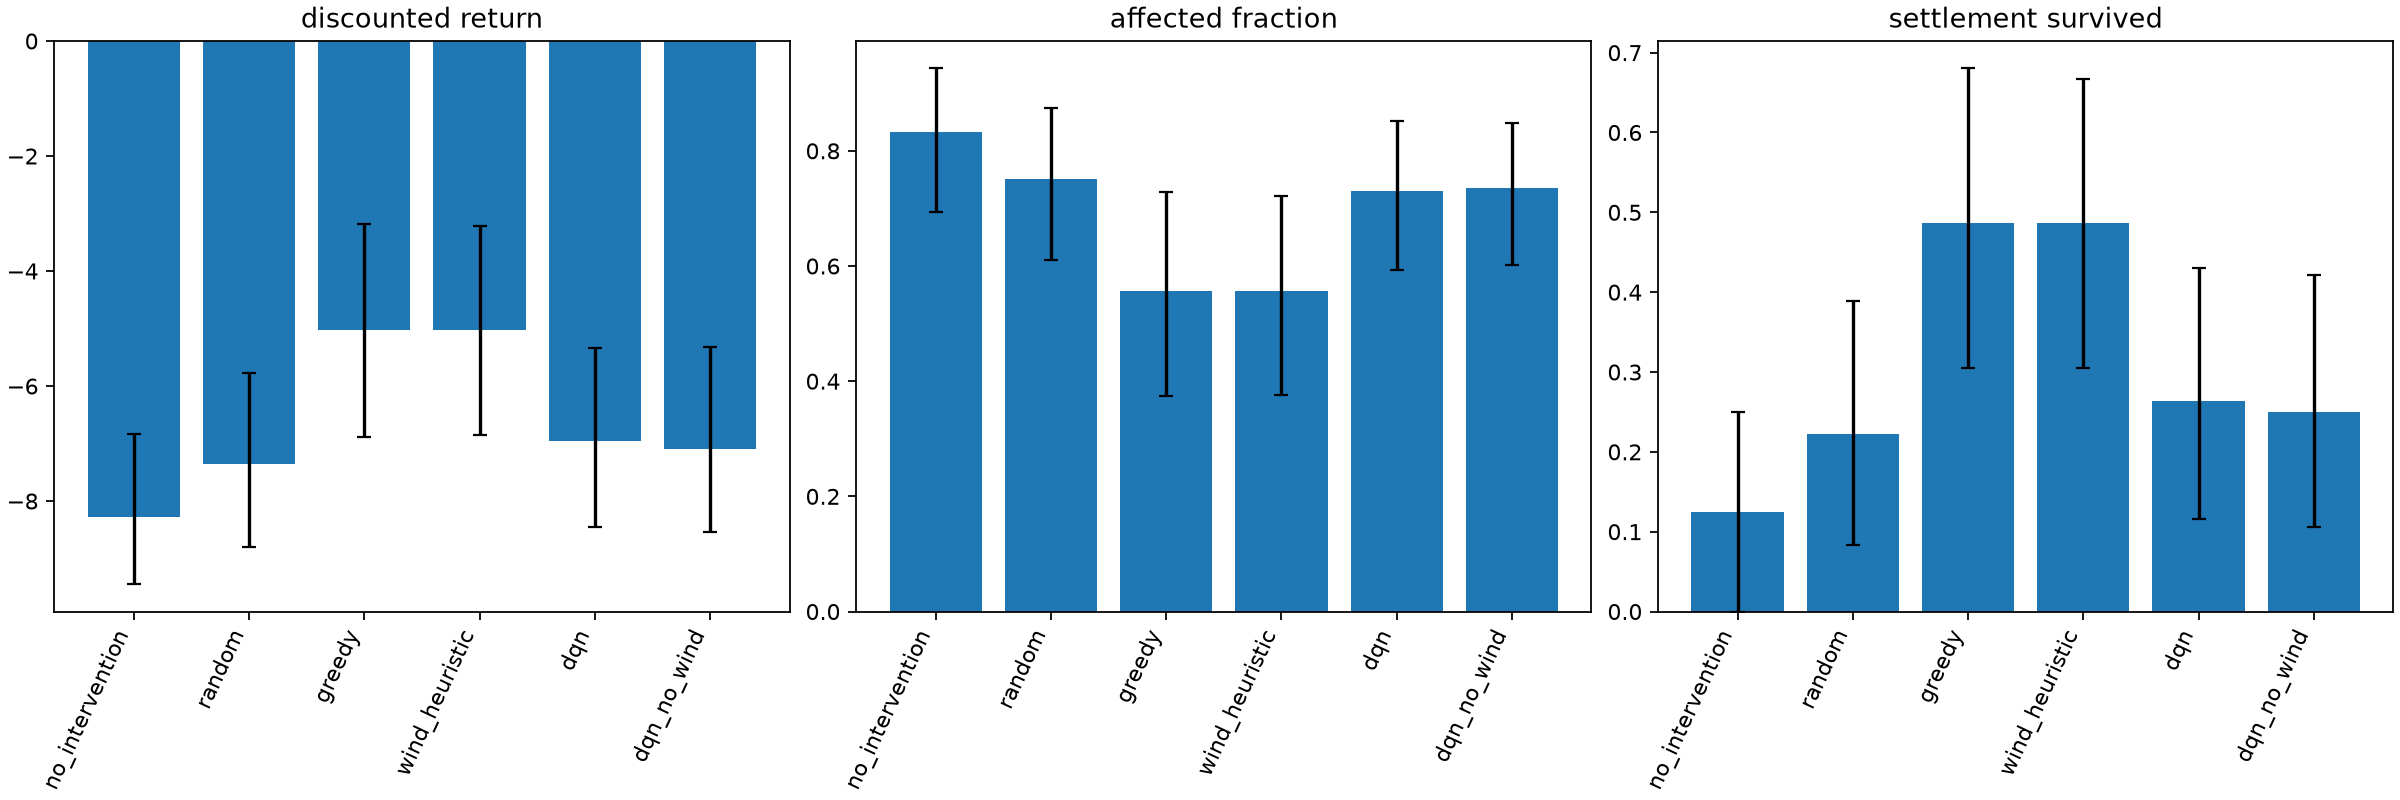 discounted return
0
−2
−4
−6
−8
no_intervention
random
greedy
wind_heuristic
dqn
dqn_no_wind
affected fraction
0.8
0.6
0.4
0.2
0.0
no_intervention
random
greedy
wind_heuristic
dqn
dqn_no_wind
settlement survived
0.7
0.6
0.5
0.4
0.3
0.2
0.1
0.0
no_intervention
random
greedy
wind_heuristic
dqn
dqn_no_wind